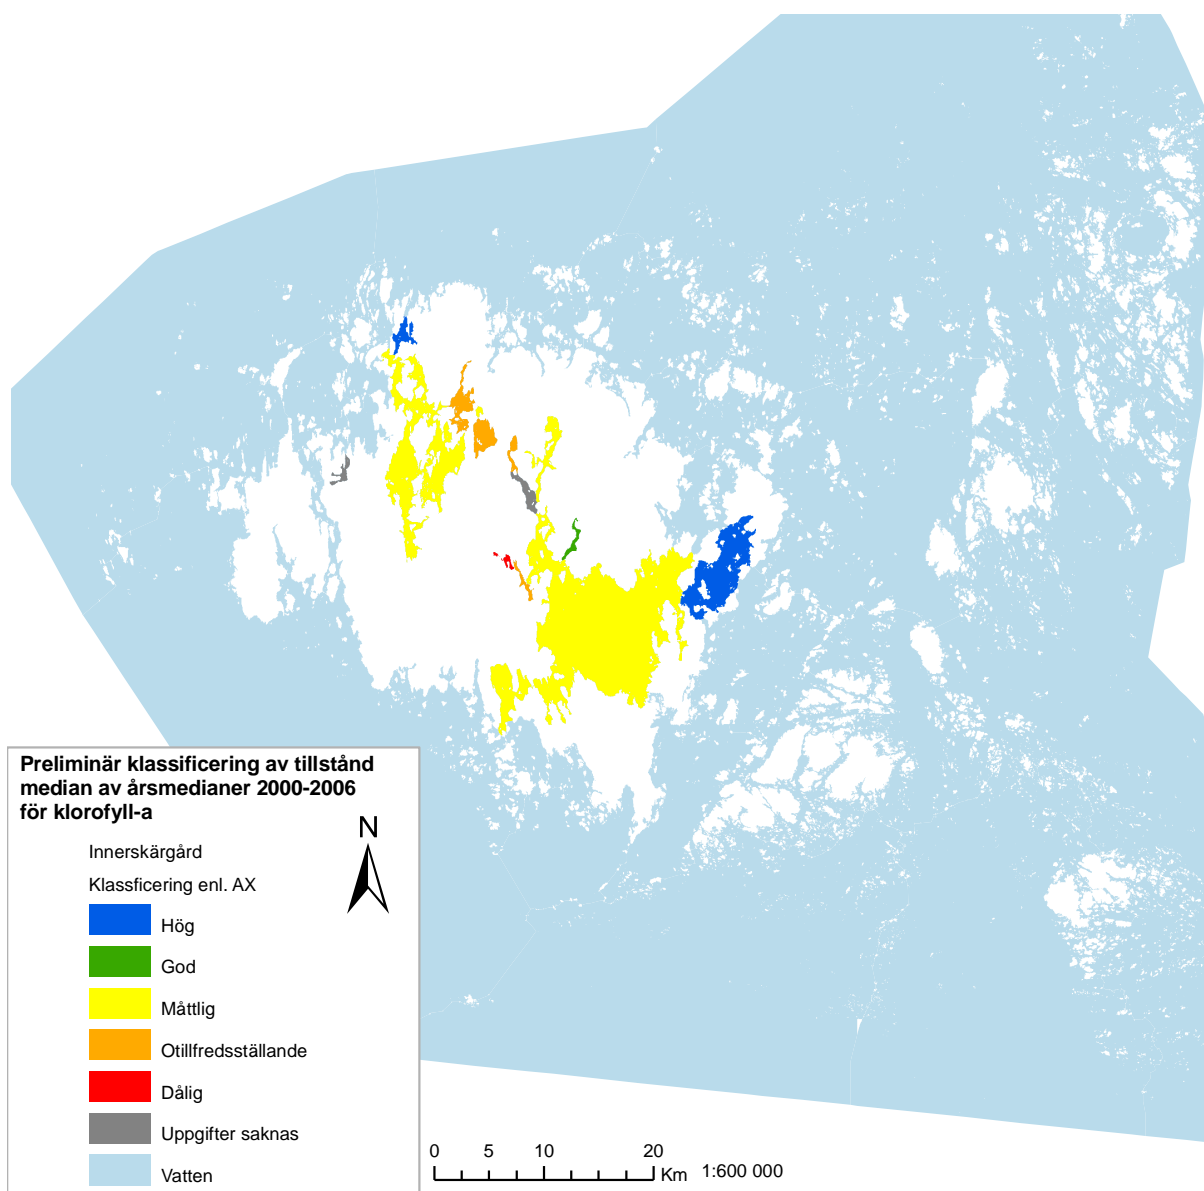 Preliminär klassificering av tillstånd
median av årsmedianer 2000-2006
för klorofyll-a
N
Innerskärgård
Klassficering enl. AX
Hög
God
Måttlig
Otillfredsställande
Dålig
Uppgifter saknas
Vatten
0 5 10 20
Km 1:600 000